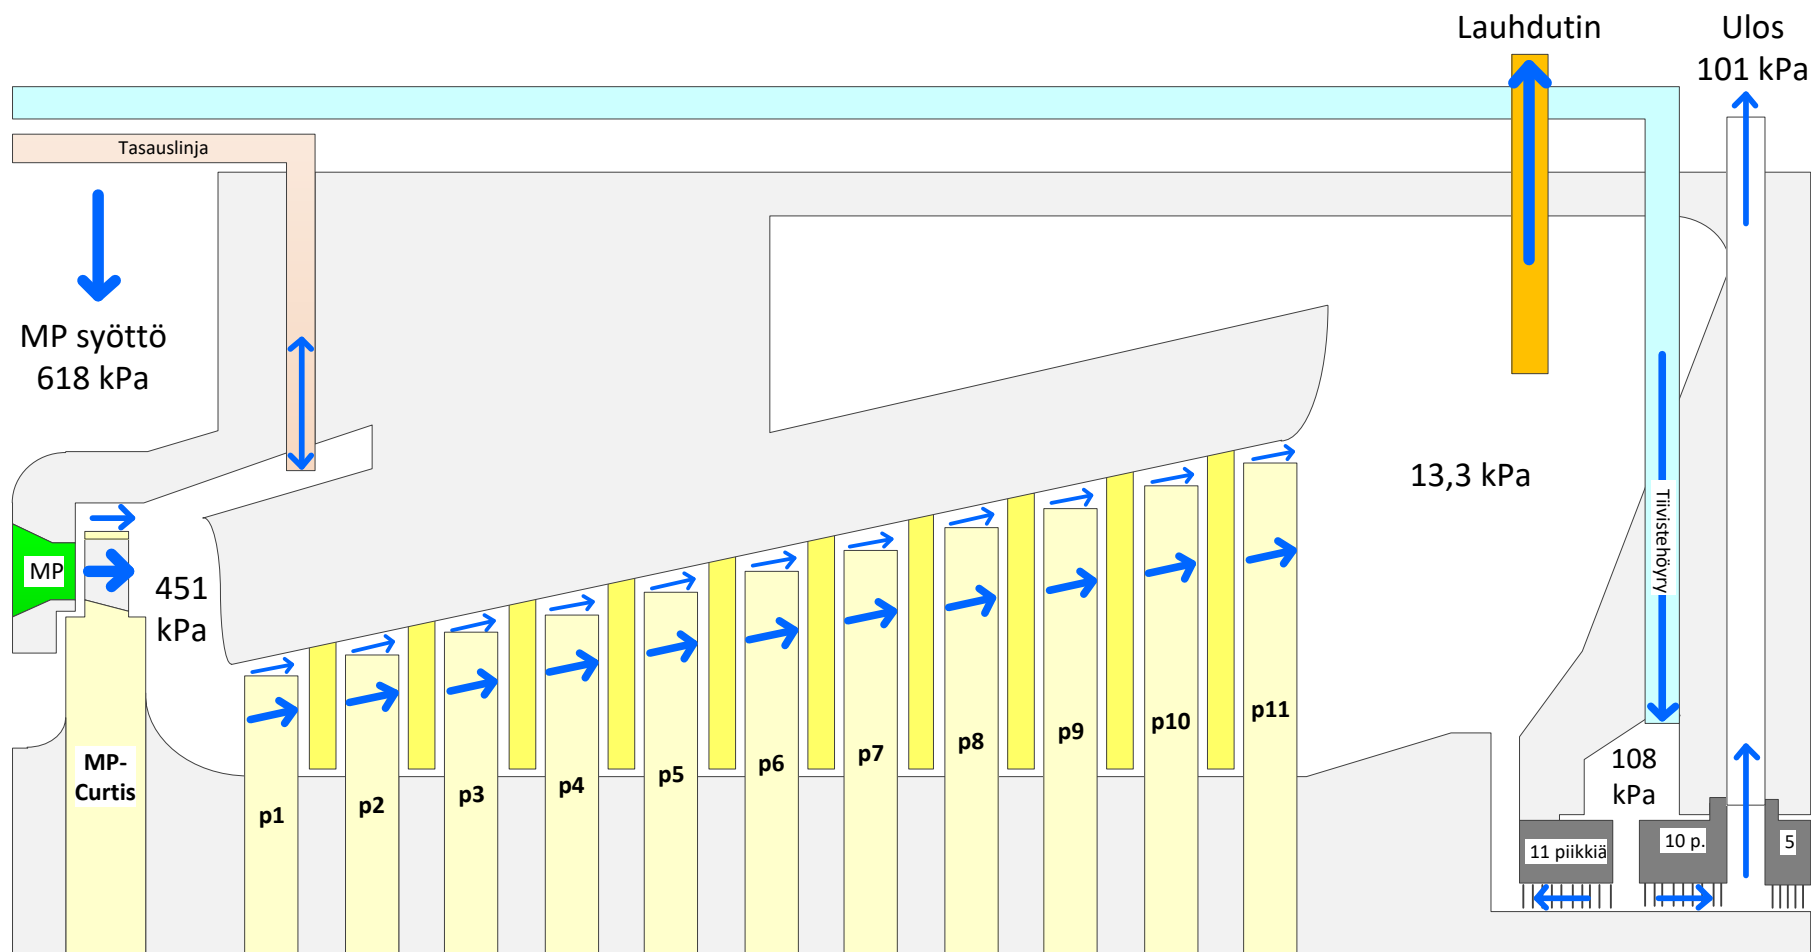 Lauhdutin
Ulos
101 kPa
Tasauslinja
MP syöttö
618 kPa
13,3 kPa
Tiivistehöyry
MP
451
kPa
MP-
Curtis
p1
p2
p3
p4
p5
p6
p7
p8
p9
p10
p11
108
kPa
11 piikkiä
10 p.
5